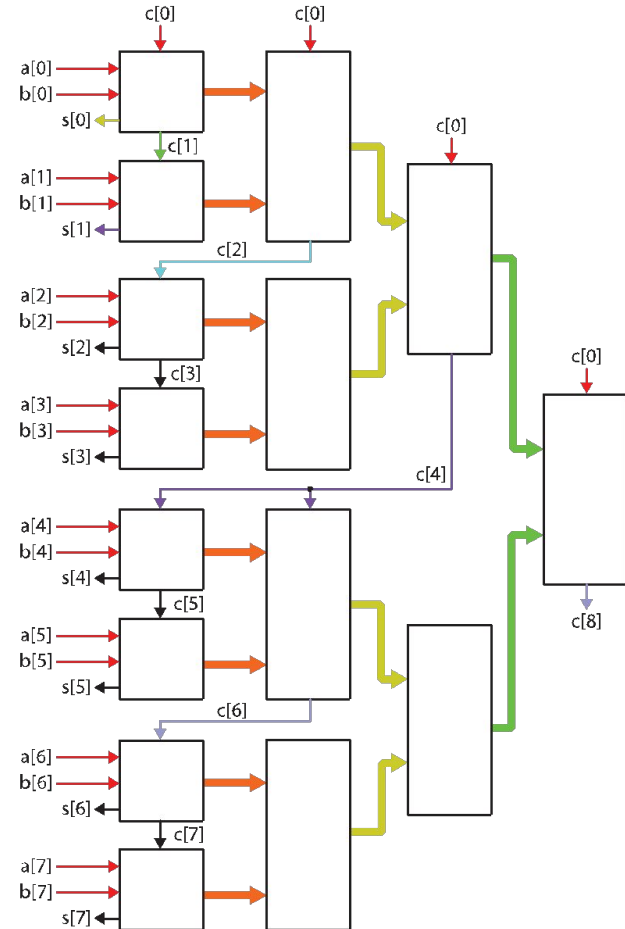 c[0] c[0]
a[0]
b[0]
s[0]
c[1]
c[0]
a[1]
b[1]
s[1]
c[2]
a[2]
b[2]
s[2]
c[3]
c[0]
a[3]
b[3]
s[3]
c[4]
a[4]
b[4]
s[4]
c[5]
c[8]
a[5]
b[5]
s[5]
c[6]
a[6]
b[6]
s[6]
c[7]
a[7]
b[7]
s[7]